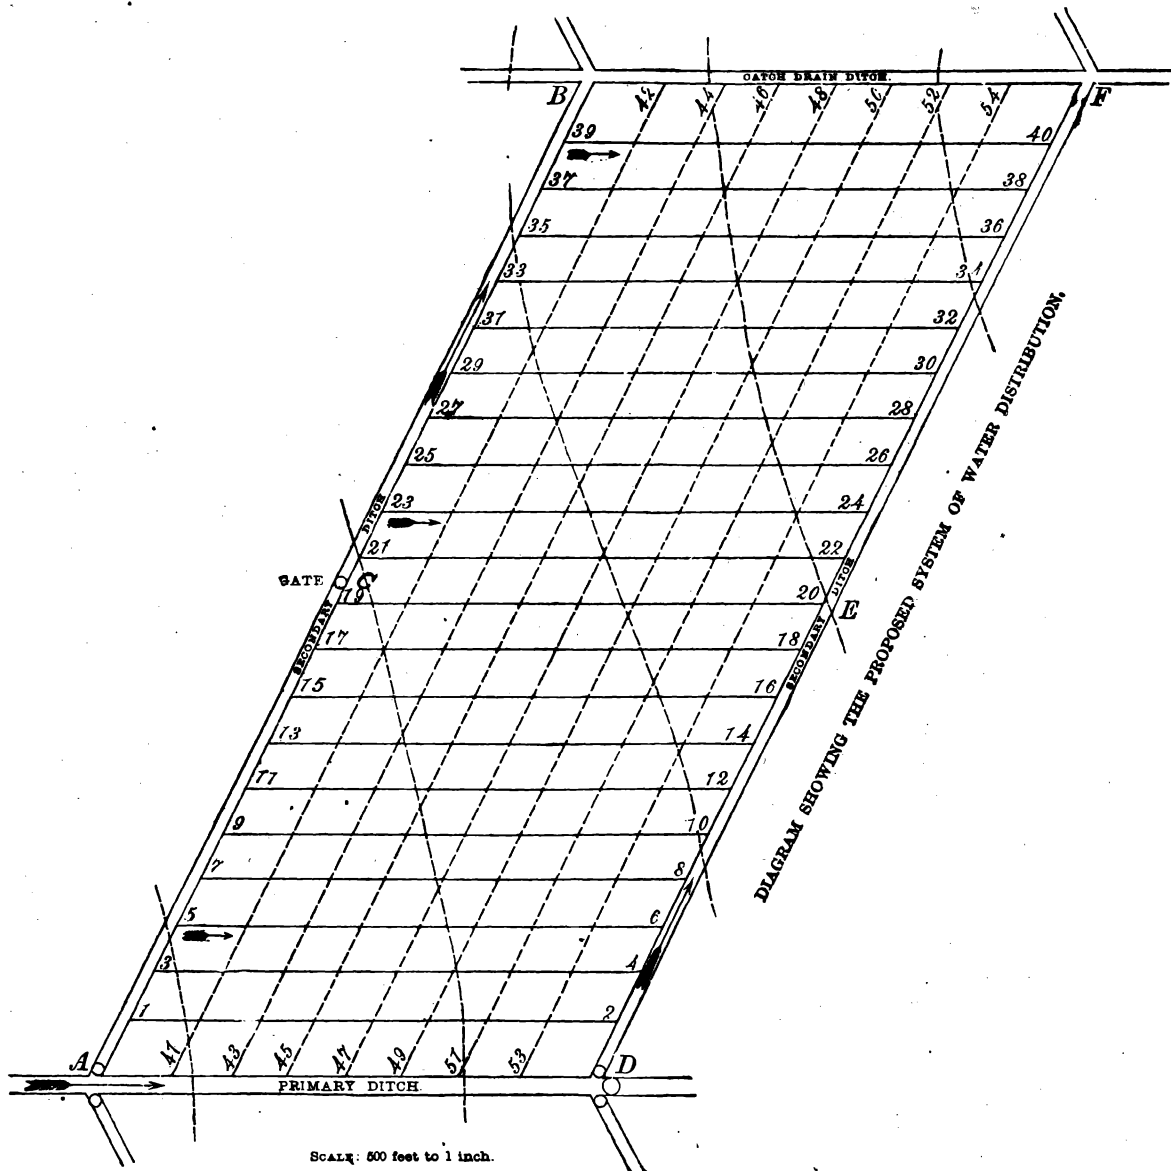 CATCH DRAIN DITCH.
B 42 44 46 48 50 52 54 F
39 40
37 38
35 36
33 34
31 32
29 30
27 28
25 26
23 24
DITCH
21 22
DITCH
GATE C
19 20 E
SECONDARY
17 18
SECONDARY
15 16
13 14
11 12
9 10
7 8
5 6
3 4
1 2
A 41 43 45 47 49 51 53 D
PRIMARY DITCH.
SCALE: 500 feet to 1 inch.
DIAGRAM SHOWING THE PROPOSED SYSTEM OF WATER DISTRIBUTION.